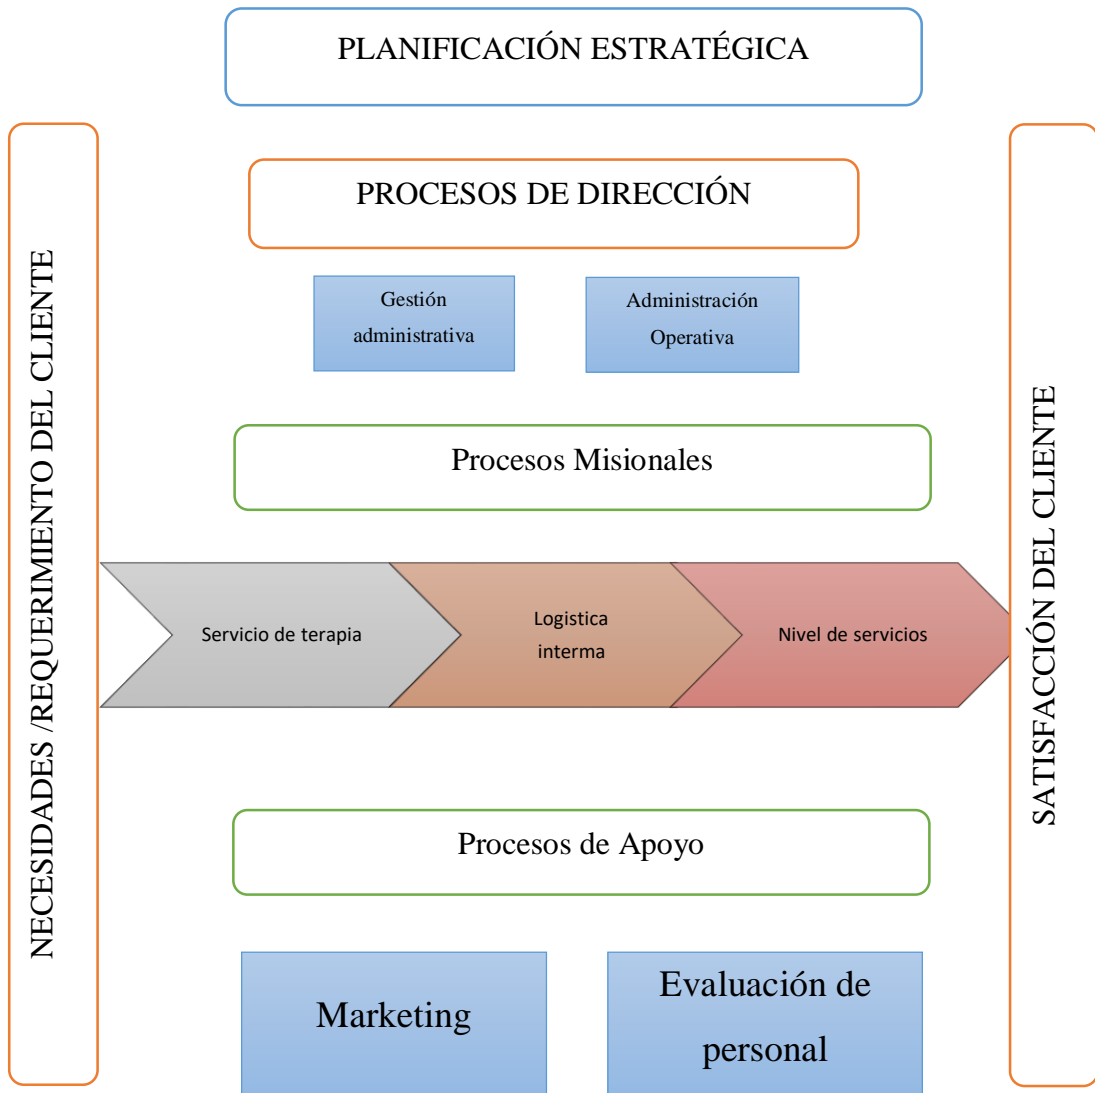 PLANIFICACIÓN ESTRATÉGICA
NECESIDADES /REQUERIMIENTO DEL CLIENTE
PROCESOS DE DIRECCIÓN
Gestión
administrativa
Administración
Operativa
Procesos Misionales
Servicio de terapia
Logistica
interma
Nivel de servicios
Procesos de Apoyo
Marketing
Evaluación de
personal
SATISFACCIÓN DEL CLIENTE